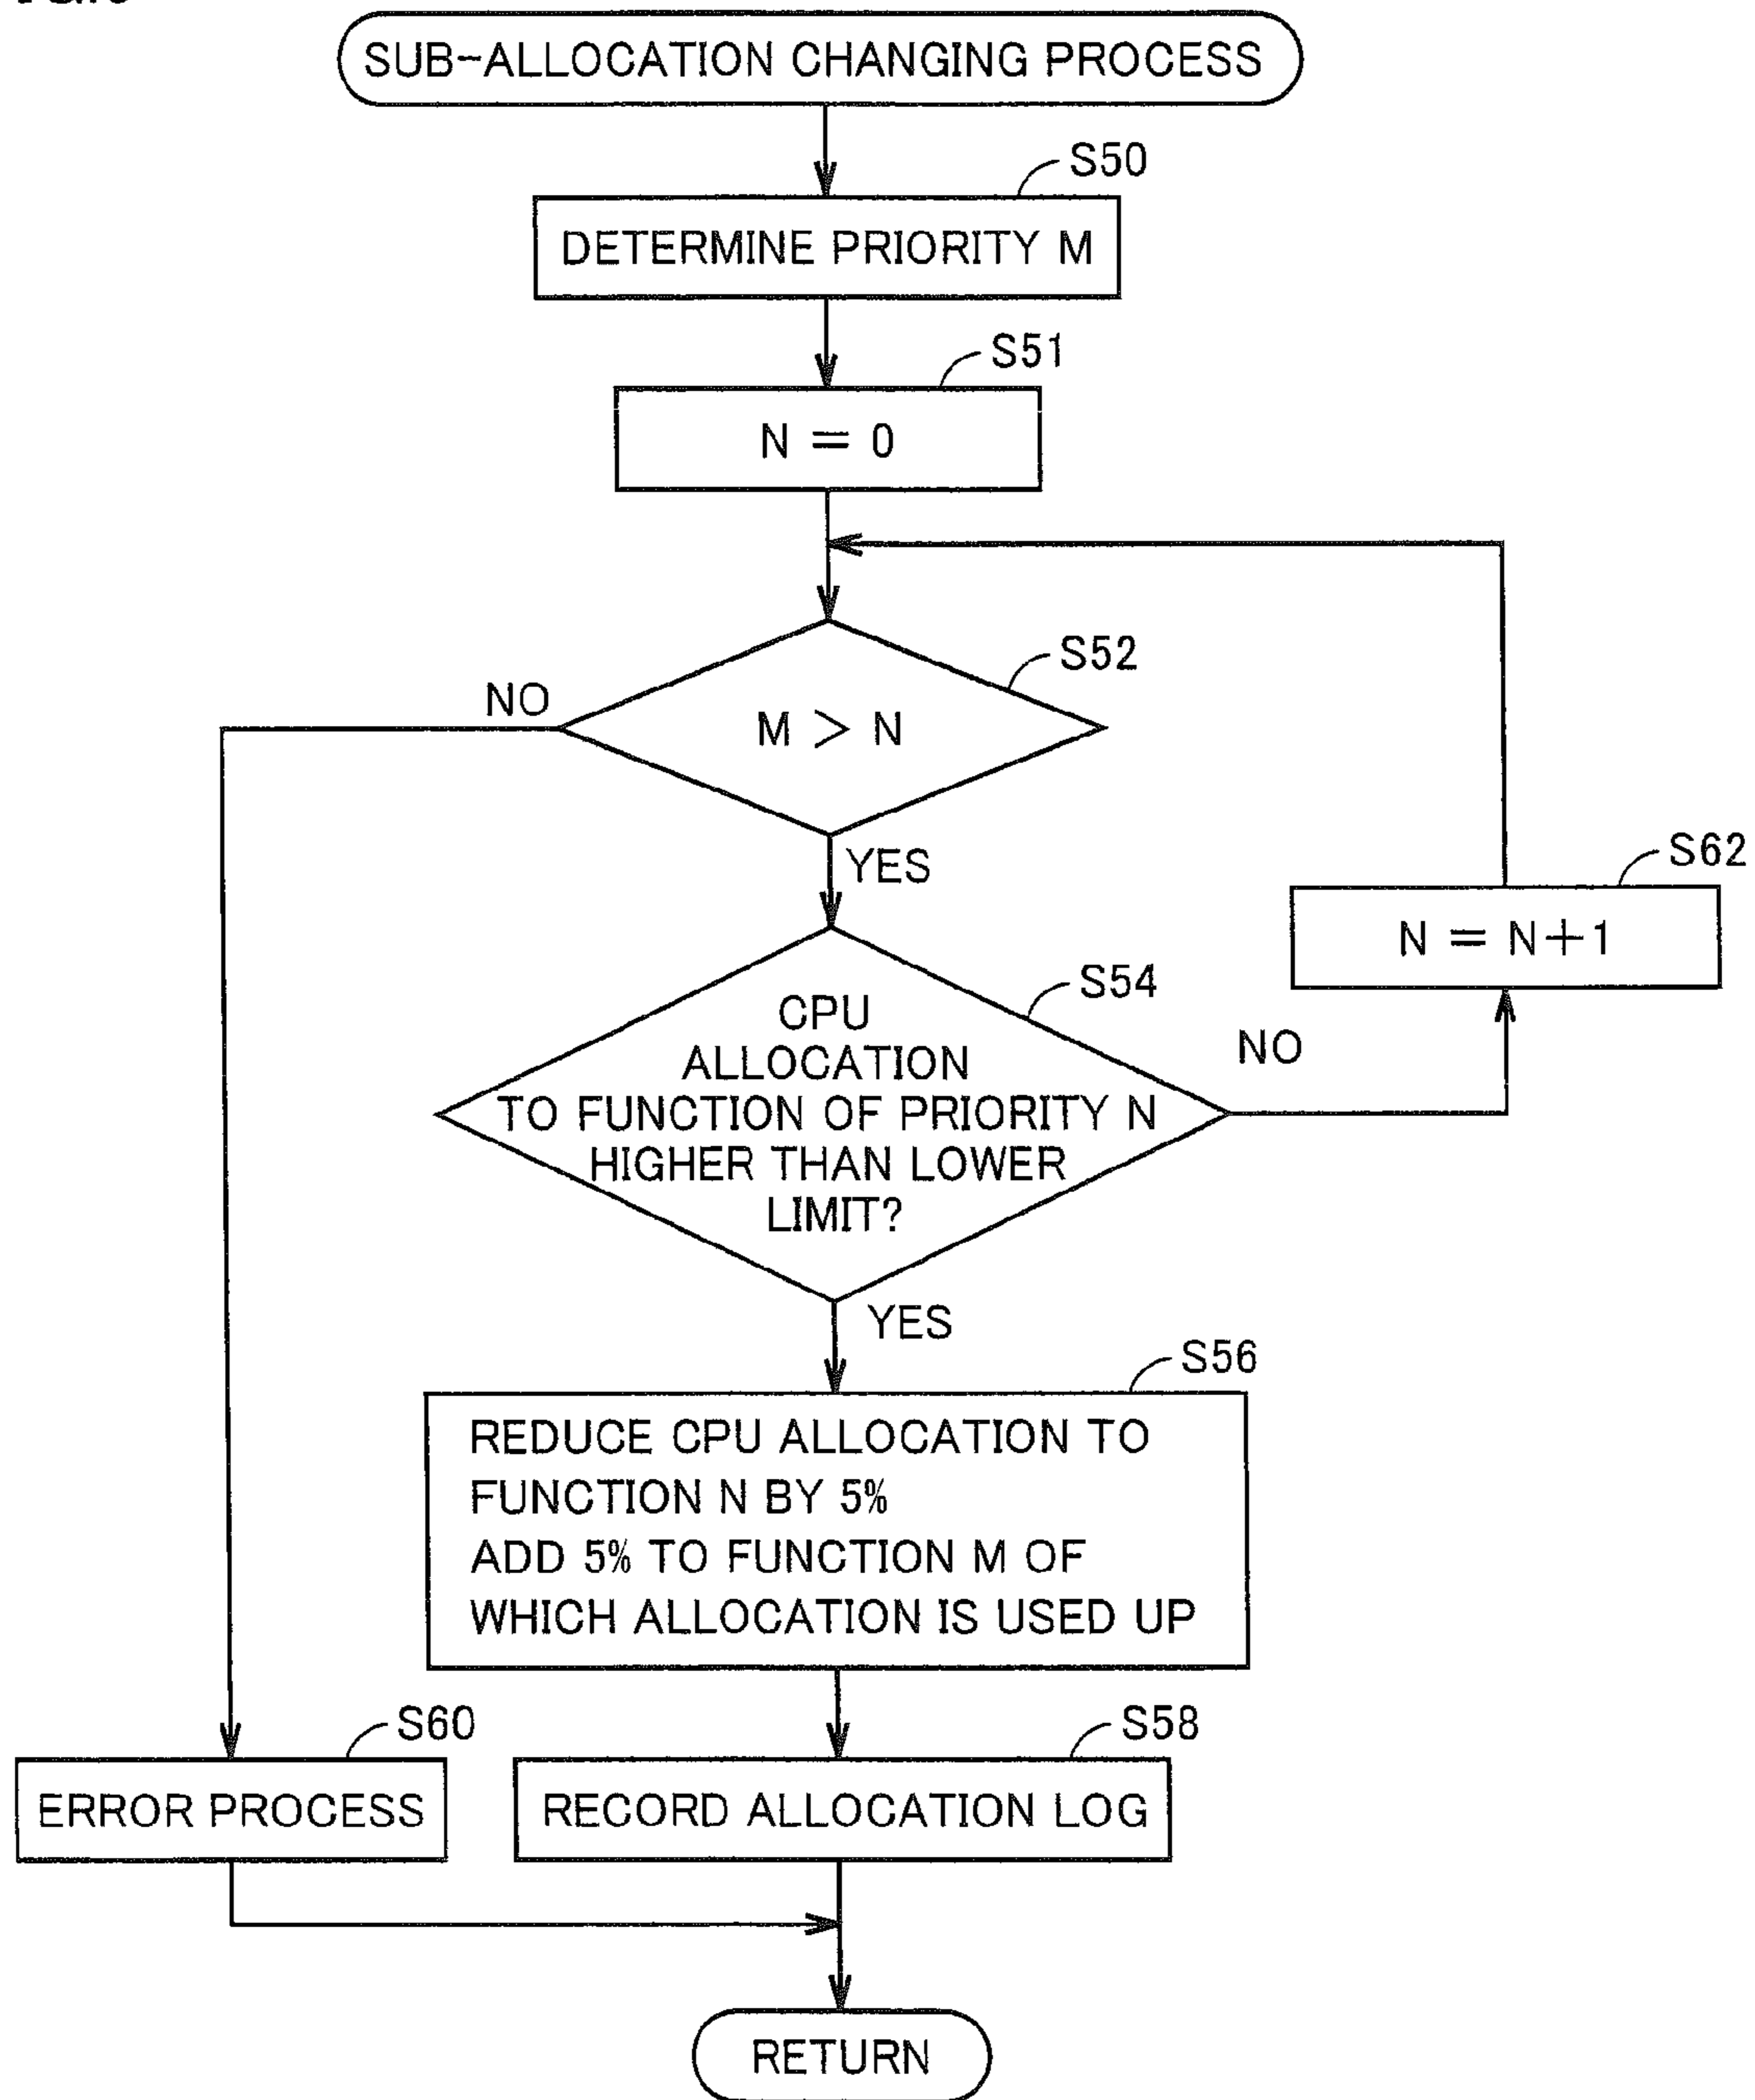 SUB-ALLOCATION CHANGING PROCESS
S50
DETERMINE PRIORITY M
S51
N = 0
S52
NO
M > N
YES
S62
N = N+1
S54
CPU
ALLOCATION
TO FUNCTION OF PRIORITY N
HIGHER THAN LOWER
LIMIT?
NO
YES
S56
REDUCE CPU ALLOCATION TO
FUNCTION N BY 5%
ADD 5% TO FUNCTION M OF
WHICH ALLOCATION IS USED UP
S60
ERROR PROCESS
S58
RECORD ALLOCATION LOG
RETURN